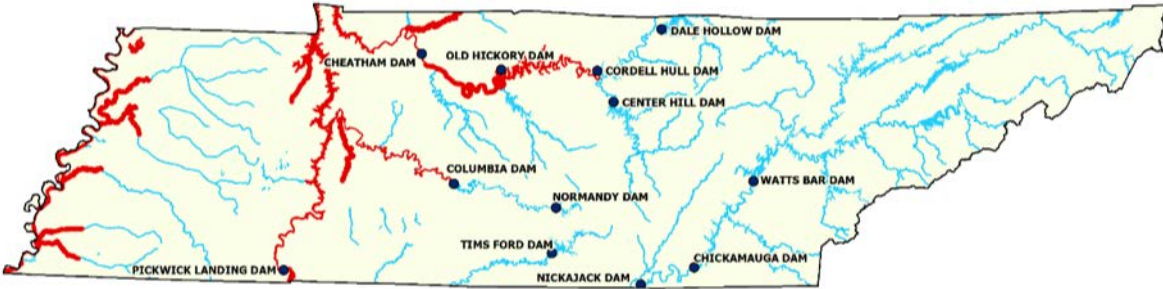 DALE HOLLOW DAM
OLD HICKORY DAM
CHEATHAM DAM
CORDELL HULL DAM
CENTER HILL DAM
COLUMBIA DAM
WATTS BAR DAM
NORMANDY DAM
TIMS FORD DAM
CHICKAMAUGA DAM
PICKWICK LANDING DAM
NICKAJACK DAM